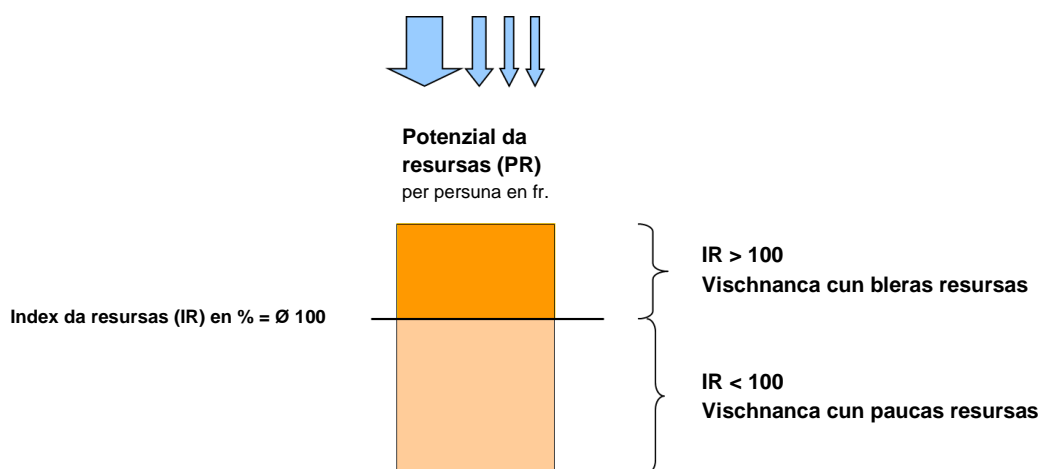 Potenzial da
resursas (PR)
per persuna en fr.
IR > 100
Vischnanca cun bleras resursas
Index da resursas (IR) en % = Ø 100
IR < 100
Vischnanca cun paucas resursas